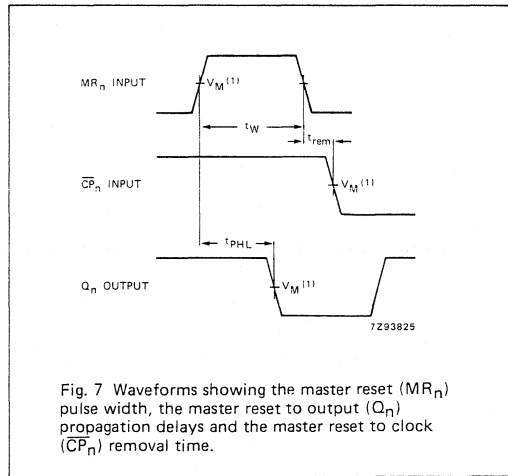 MRn INPUT
VM(1)
tW
trem
CPn INPUT
VM(1)
tPHL
Qn OUTPUT
VM(1)
7Z93825
Fig. 7 Waveforms showing the master reset (MRn)
pulse width, the master reset to output (Qn)
propagation delays and the master reset to clock
(CPn) removal time.